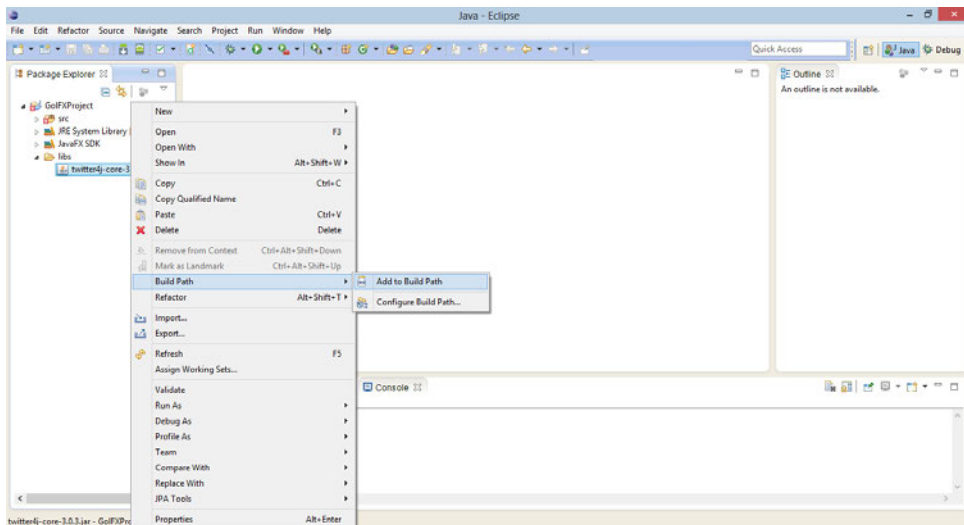 Java - Eclipse
File Edit Refactor Source Navigate Search Project Run Window Help
Quick Access
Java
Debug
Package Explorer
Outline
An outline is not available.
GolFXProject
src
JRE System Library
JavaFX SDK
libs
twitter4j-core-3
New
Open F3
Open With
Show In Alt+Shift+W
Copy Ctrl+C
Copy Qualified Name
Paste Ctrl+V
Delete Delete
Remove from Context Ctrl+Alt+Shift+Down
Mark as Landmark Ctrl+Alt+Shift+Up
Build Path
Add to Build Path
Refactor Alt+Shift+T
Configure Build Path...
Import...
Export...
Refresh F5
Assign Working Sets...
Validate
Console
Run As
Debug As
Profile As
Team
Compare With
Replace With
JPA Tools
Properties Alt+Enter
twitter4j-core-3.0.3.jar - GolFXPro